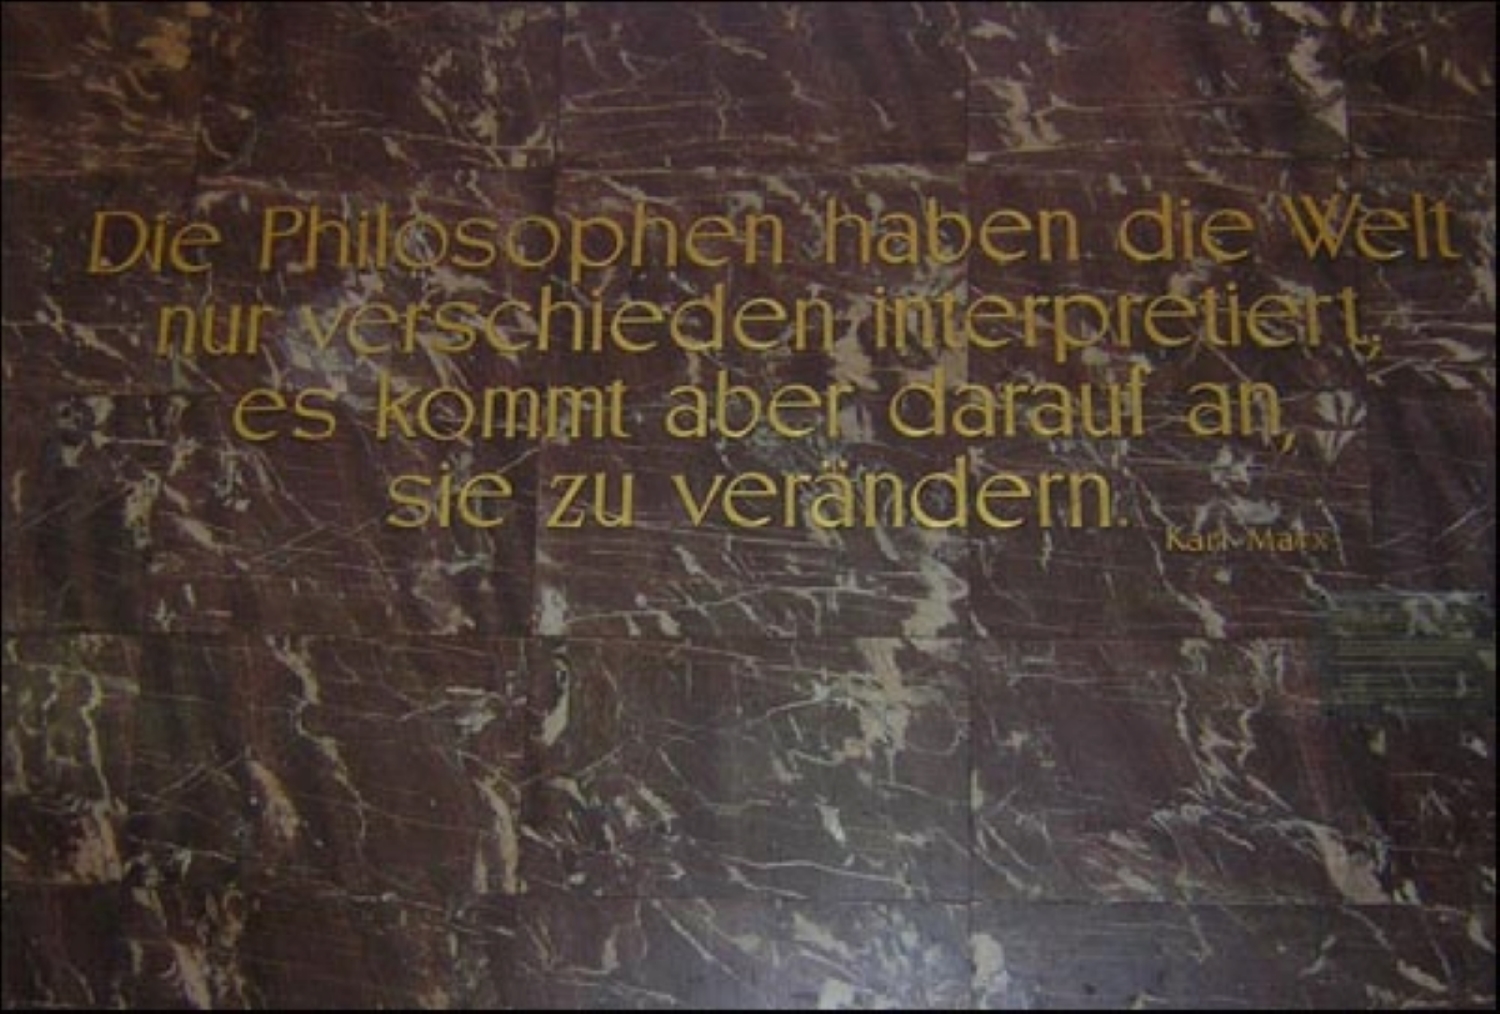 Die Philosophen haben die Welt
nur verschieden interpretiert,
es kommt aber darauf an,
sie zu verändern.
Karl Marx